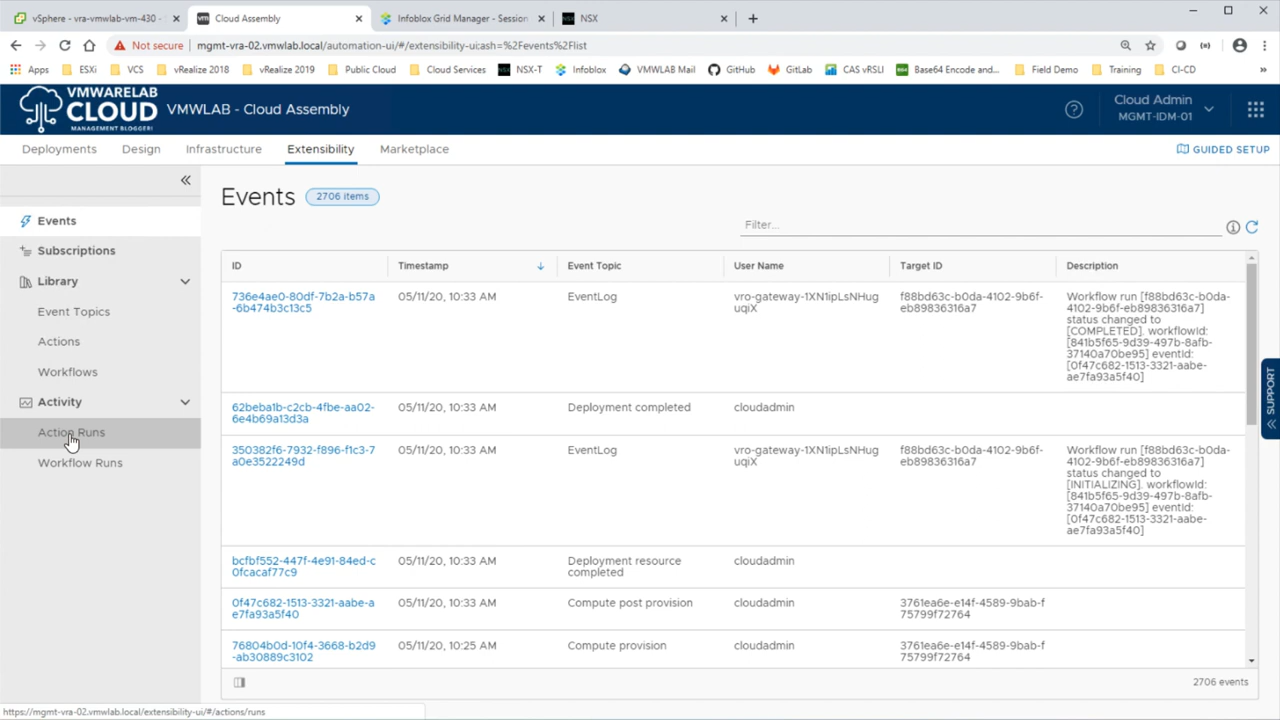 vSphere - vra-vmwlab-vm-430 -
Cloud Assembly
Infoblox Grid Manager - Session
NSX
Not secure
mgmt-vra-02.vmwlab.local/automation-ui/#/extensibility-ui;ash=%2Fevents%2Flist
Apps
ESXi
VCS
vRealize 2018
vRealize 2019
Public Cloud
Cloud Services
NSX-T
Infoblox
VMWLAB Mail
GitHub
GitLab
CAS vRSLI
Base64 Encode and...
Field Demo
Training
CI-CD
»
VMWARELAB
CLOUD
MANAGEMENT BLOGGER!
VMWLAB - Cloud Assembly
Cloud Admin
MGMT-IDM-01
Deployments
Design
Infrastructure
Extensibility
Marketplace
GUIDED SETUP
Events
Subscriptions
Library
Event Topics
Actions
Workflows
Activity
Action Runs
Workflow Runs
Events
2706 items
Filter...
ID
Timestamp
Event Topic
User Name
Target ID
Description
736e4ae0-80df-7b2a-b57a
-6b474b3c13c5
05/11/20, 10:33 AM
EventLog
vro-gateway-1XN1ipLsNHug
uqiX
f88bd63c-b0da-4102-9b6f-
eb89836316a7
Workflow run [f88bd63c-b0da-
4102-9b6f-eb89836316a7]
status changed to
[COMPLETED]. workflowId:
[841b5f65-9d39-497b-8afb-
37140a70be95] eventId:
[0f47c682-1513-3321-aabe-
ae7fa93a5f40]
62beba1b-c2cb-4fbe-aa02-
6e4b69a13d3a
05/11/20, 10:33 AM
Deployment completed
cloudadmin
350382f6-7932-f896-f1c3-7
a0e3522249d
05/11/20, 10:33 AM
EventLog
vro-gateway-1XN1ipLsNHug
uqiX
f88bd63c-b0da-4102-9b6f-
eb89836316a7
Workflow run [f88bd63c-b0da-
4102-9b6f-eb89836316a7]
status changed to
[INITIALIZING]. workflowId:
[841b5f65-9d39-497b-8afb-
37140a70be95] eventId:
[0f47c682-1513-3321-aabe-
ae7fa93a5f40]
bcfbf552-447f-4e91-84ed-c
0fcacaf77c9
05/11/20, 10:33 AM
Deployment resource
completed
cloudadmin
0f47c682-1513-3321-aabe-a
e7fa93a5f40
05/11/20, 10:33 AM
Compute post provision
cloudadmin
3761ea6e-e14f-4589-9bab-f
75799f72764
76804b0d-10f4-3668-b2d9
-ab30889c3102
05/11/20, 10:25 AM
Compute provision
cloudadmin
3761ea6e-e14f-4589-9bab-f
75799f72764
2706 events
SUPPORT
https://mgmt-vra-02.vmwlab.local/extensibility-ui/#/actions/runs